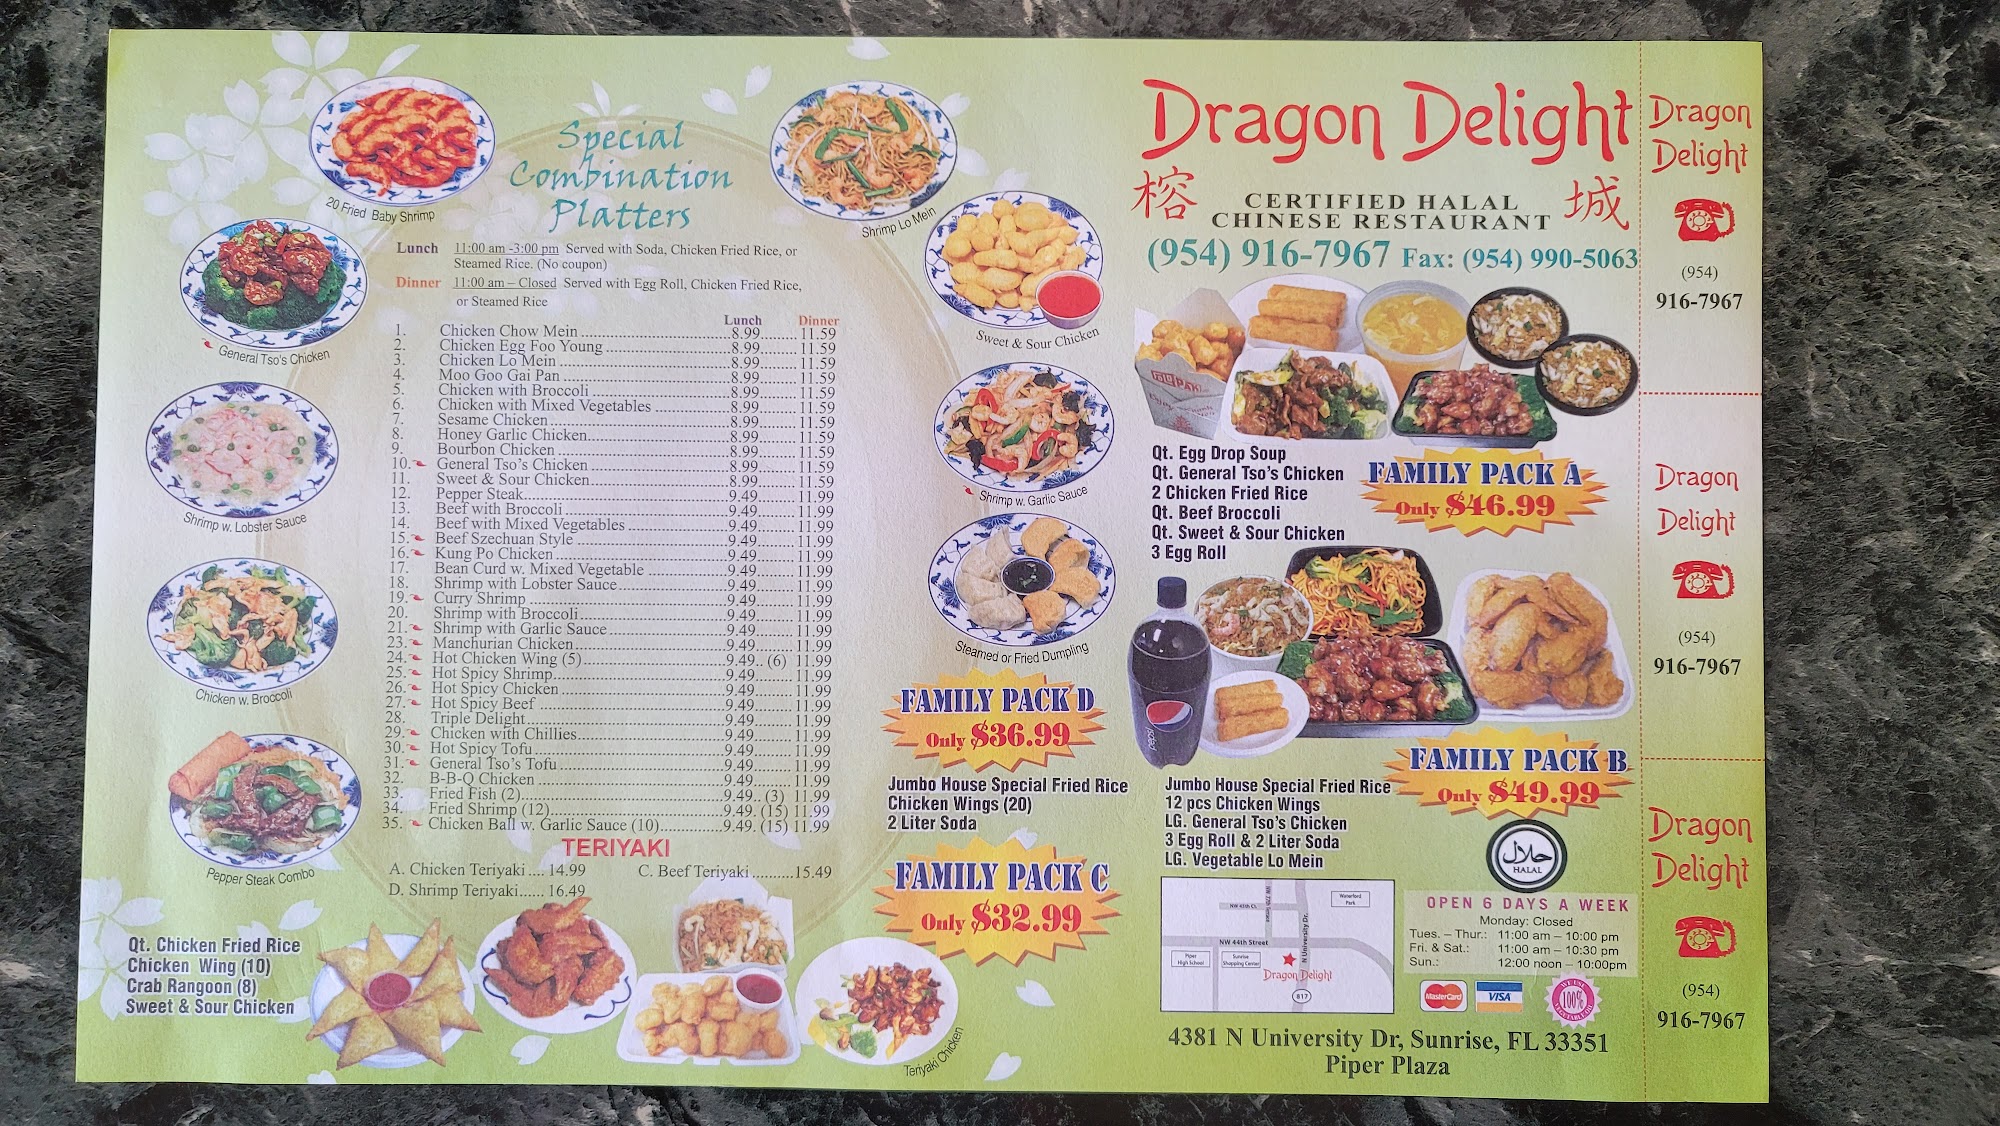 Special
Combination
Platters
Lunch 11:00 am -3:00 pm Served with Soda, Chicken Fried Rice, or
Steamed Rice. (No coupon)
Dinner 11:00 am – Closed Served with Egg Roll, Chicken Fried Rice,
or Steamed Rice
Lunch Dinner
1. Chicken Chow Mein 8.99 11.59
2. Chicken Egg Foo Young 8.99 11.59
3. Chicken Lo Mein 8.99 11.59
4. Moo Goo Gai Pan 8.99 11.59
5. Chicken with Broccoli 8.99 11.59
6. Chicken with Mixed Vegetables 8.99 11.59
7. Sesame Chicken 8.99 11.59
8. Honey Garlic Chicken 8.99 11.59
9. Bourbon Chicken 8.99 11.59
10. General Tso's Chicken 8.99 11.59
11. Sweet & Sour Chicken 8.99 11.59
12. Pepper Steak 9.49 11.99
13. Beef with Broccoli 9.49 11.99
14. Beef with Mixed Vegetables 9.49 11.99
15. Beef Szechuan Style 9.49 11.99
16. Kung Po Chicken 9.49 11.99
17. Bean Curd w. Mixed Vegetable 9.49 11.99
18. Shrimp with Lobster Sauce 9.49 11.99
19. Curry Shrimp 9.49 11.99
20. Shrimp with Broccoli 9.49 11.99
21. Shrimp with Garlic Sauce 9.49 11.99
23. Manchurian Chicken 9.49 11.99
24. Hot Chicken Wing (5) 9.49.. (6) 11.99
25. Hot Spicy Shrimp 9.49 11.99
26. Hot Spicy Chicken 9.49 11.99
27. Hot Spicy Beef 9.49 11.99
28. Triple Delight 9.49 11.99
29. Chicken with Chillies 9.49 11.99
30. Hot Spicy Tofu 9.49 11.99
31. General Tso's Tofu 9.49 11.99
32. B-B-Q Chicken 9.49 11.99
33. Fried Fish (2) 9.49.. (3) 11.99
34. Fried Shrimp (12) 9.49. (15) 11.99
35. Chicken Ball w. Garlic Sauce (10) 9.49. (15) 11.99
TERIYAKI
A. Chicken Teriyaki .... 14.99 C. Beef Teriyaki ..........15.49
D. Shrimp Teriyaki...... 16.49
20 Fried Baby Shrimp
General Tso's Chicken
Shrimp w. Lobster Sauce
Chicken w. Broccoli
Pepper Steak Combo
Shrimp Lo Mein
Sweet & Sour Chicken
Shrimp w. Garlic Sauce
Steamed or Fried Dumpling
FAMILY PACK D
Only $36.99
Jumbo House Special Fried Rice
Chicken Wings (20)
2 Liter Soda
FAMILY PACK C
Only $32.99
Qt. Chicken Fried Rice
Chicken Wing (10)
Crab Rangoon (8)
Sweet & Sour Chicken
Teriyaki Chicken
Dragon Delight
榕 城
CERTIFIED HALAL
CHINESE RESTAURANT
(954) 916-7967 Fax: (954) 990-5063
Qt. Egg Drop Soup
Qt. General Tso's Chicken
2 Chicken Fried Rice
Qt. Beef Broccoli
Qt. Sweet & Sour Chicken
3 Egg Roll
FAMILY PACK A
Only $46.99
pepsi
FAMILY PACK B
Only $49.99
Jumbo House Special Fried Rice
12 pcs Chicken Wings
LG. General Tso's Chicken
3 Egg Roll & 2 Liter Soda
LG. Vegetable Lo Mein
حلال
HALAL
OPEN 6 DAYS A WEEK
Monday: Closed
Tues. – Thur.: 11:00 am – 10:00 pm
Fri. & Sat.: 11:00 am – 10:30 pm
Sun.: 12:00 noon – 10:00pm
MasterCard
VISA
100%
Waterford
Park
NW 45th Ct.
NW 77th Terrace
N University Dr.
NW 44th Street
Piper
High School
Sunrise
Shopping Center
Dragon Delight
817
4381 N University Dr, Sunrise, FL 33351
Piper Plaza
Dragon
Delight
(954)
916-7967
Dragon
Delight
(954)
916-7967
Dragon
Delight
(954)
916-7967